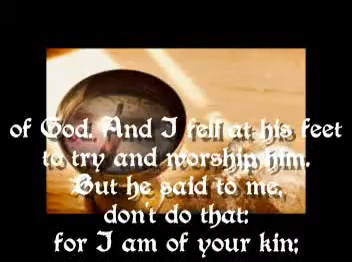 of God. And I fell at his feet
to try and worship him.
But he said to me,
don't do that:
for I am of your kin;